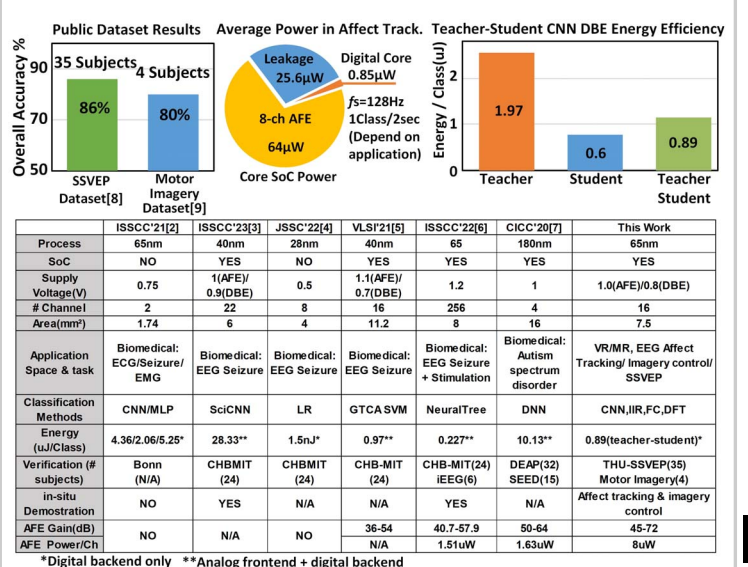 Public Dataset Results
Overall Accuracy %
90
70
50
35 Subjects
4 Subjects
86%
80%
SSVEP
Dataset[8]
Motor
Imagery
Dataset[9]
Average Power in Affect Track.
Leakage
25.6μW
Digital Core
0.85μW
8-ch AFE
64μW
fs=128Hz
1Class/2sec
(Depend on
application)
Core SoC Power
Teacher-Student CNN DBE Energy Efficiency
Energy / Class(uJ)
2
1
0
1.97
0.6
0.89
Teacher
Student
Teacher
Student
ISSCC'21[2] ISSCC'23[3] JSSC'22[4] VLSI'21[5] ISSCC'22[6] CICC'20[7] This Work
Process 65nm 40nm 28nm 40nm 65 180nm 65nm
SoC NO YES NO YES YES YES YES
Supply
Voltage(V)
0.75
1(AFE)/
0.9(DBE)
0.5
1.1(AFE)/
0.7(DBE)
1.2
1
1.0(AFE)/0.8(DBE)
# Channel 2 22 8 16 256 4 16
Area(mm²) 1.74 6 4 11.2 8 16 7.5
Application
Space & task
Biomedical:
ECG/Seizure/
EMG
Biomedical:
EEG Seizure
Biomedical:
EEG Seizure
Biomedical:
EEG Seizure
Biomedical:
EEG Seizure
+ Stimulation
Biomedical:
Autism
spectrum
disorder
VR/MR, EEG Affect
Tracking/ Imagery control/
SSVEP
Classification
Methods
CNN/MLP SciCNN LR GTCA SVM NeuralTree DNN CNN,IIR,FC,DFT
Energy
(uJ/Class)
4.36/2.06/5.25* 28.33** 1.5nJ* 0.97** 0.227** 10.13** 0.89(teacher-student)*
Verification (#
subjects)
Bonn
(N/A)
CHBMIT
(24)
CHBMIT
(24)
CHB-MIT
(24)
CHB-MIT(24)
iEEG(6)
DEAP(32)
SEED(15)
THU-SSVEP(35)
Motor Imagery(4)
in-situ
Demostration
NO YES N/A N/A YES N/A
Affect tracking & imagery
control
AFE Gain(dB) NO N/A NO 36-54 40.7-57.9 50-64 45-72
AFE Power/Ch N/A 1.51uW 1.63uW 8uW
*Digital backend only **Analog frontend + digital backend